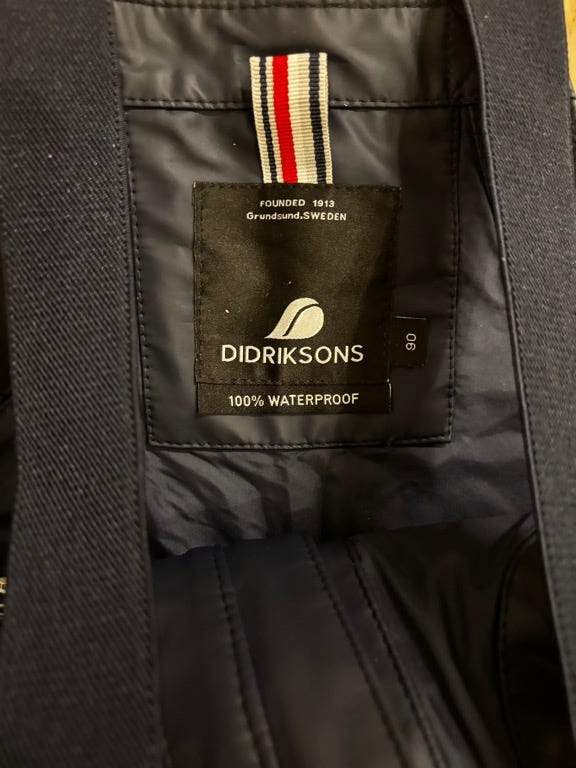 FOUNDED 1913
Grundsund,SWEDEN
DIDRIKSONS
90
100% WATERPROOF